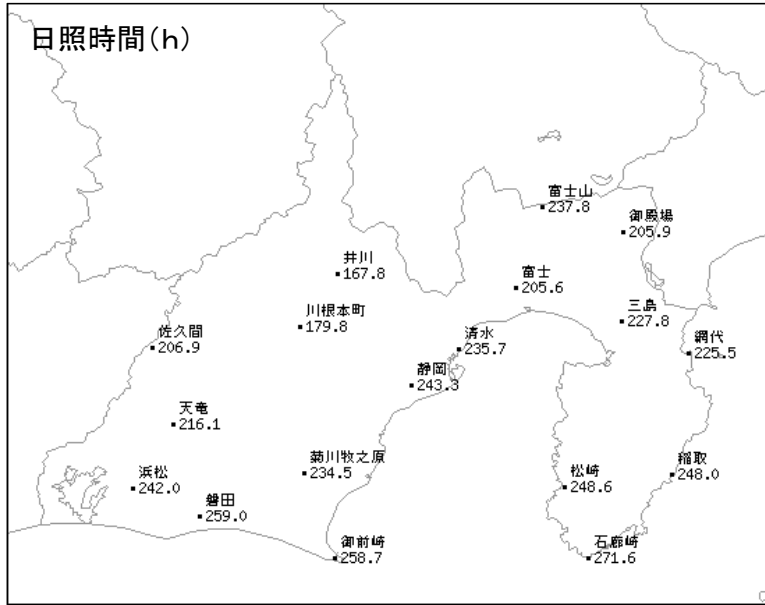 日照時間(h)
富士山
237.8
御殿場
205.9
井川
167.8
富士
205.6
川根本町
179.8
三島
227.8
佐久間
206.9
清水
235.7
網代
225.5
静岡
243.3
天竜
216.1
菊川牧之原
234.5
浜松
242.0
松崎
248.6
稲取
248.0
磐田
259.0
御前崎
258.7
石廊崎
271.6